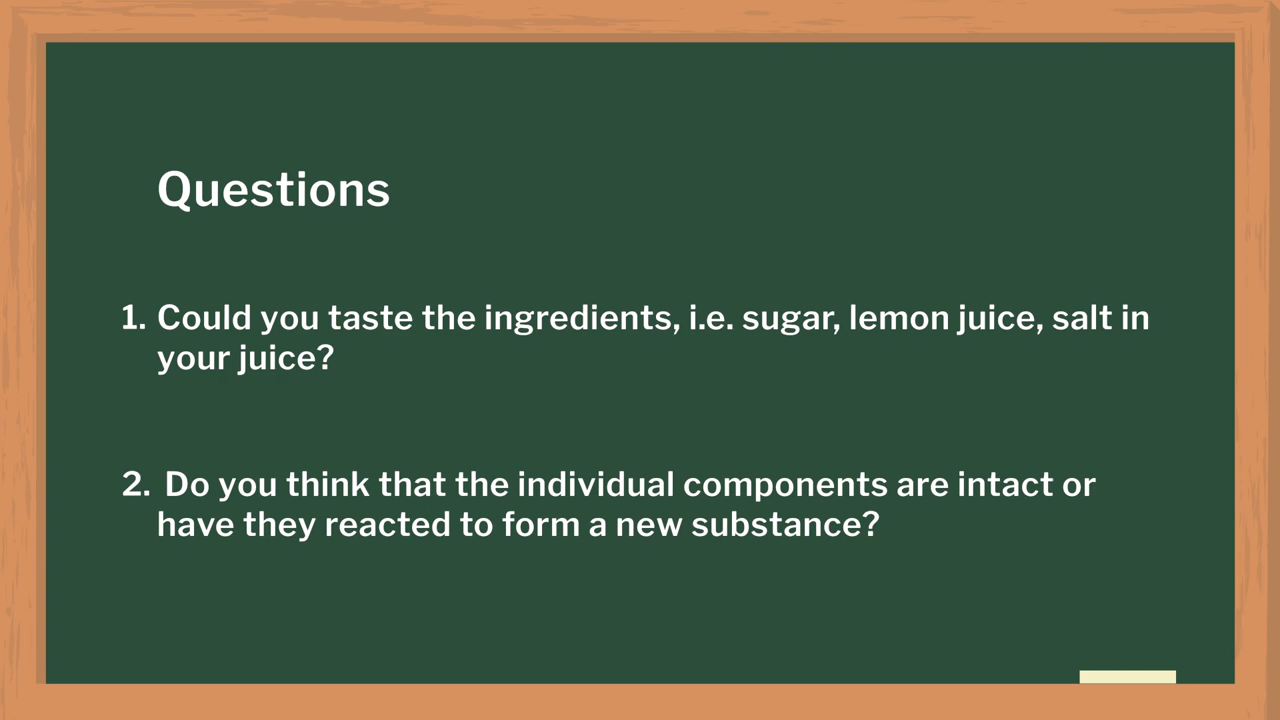 Questions
1. Could you taste the ingredients, i.e. sugar, lemon juice, salt in
your juice?
2. Do you think that the individual components are intact or
have they reacted to form a new substance?